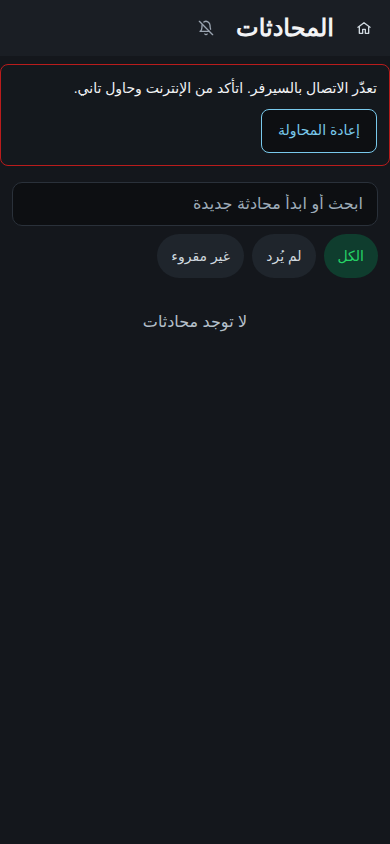 المحادثات
تعذّر الاتصال بالسيرفر. اتأكد من الإنترنت وحاول تاني.
إعادة المحاولة
ابحث أو ابدأ محادثة جديدة
الكل
لم يُرد
غير مقروء
لا توجد محادثات